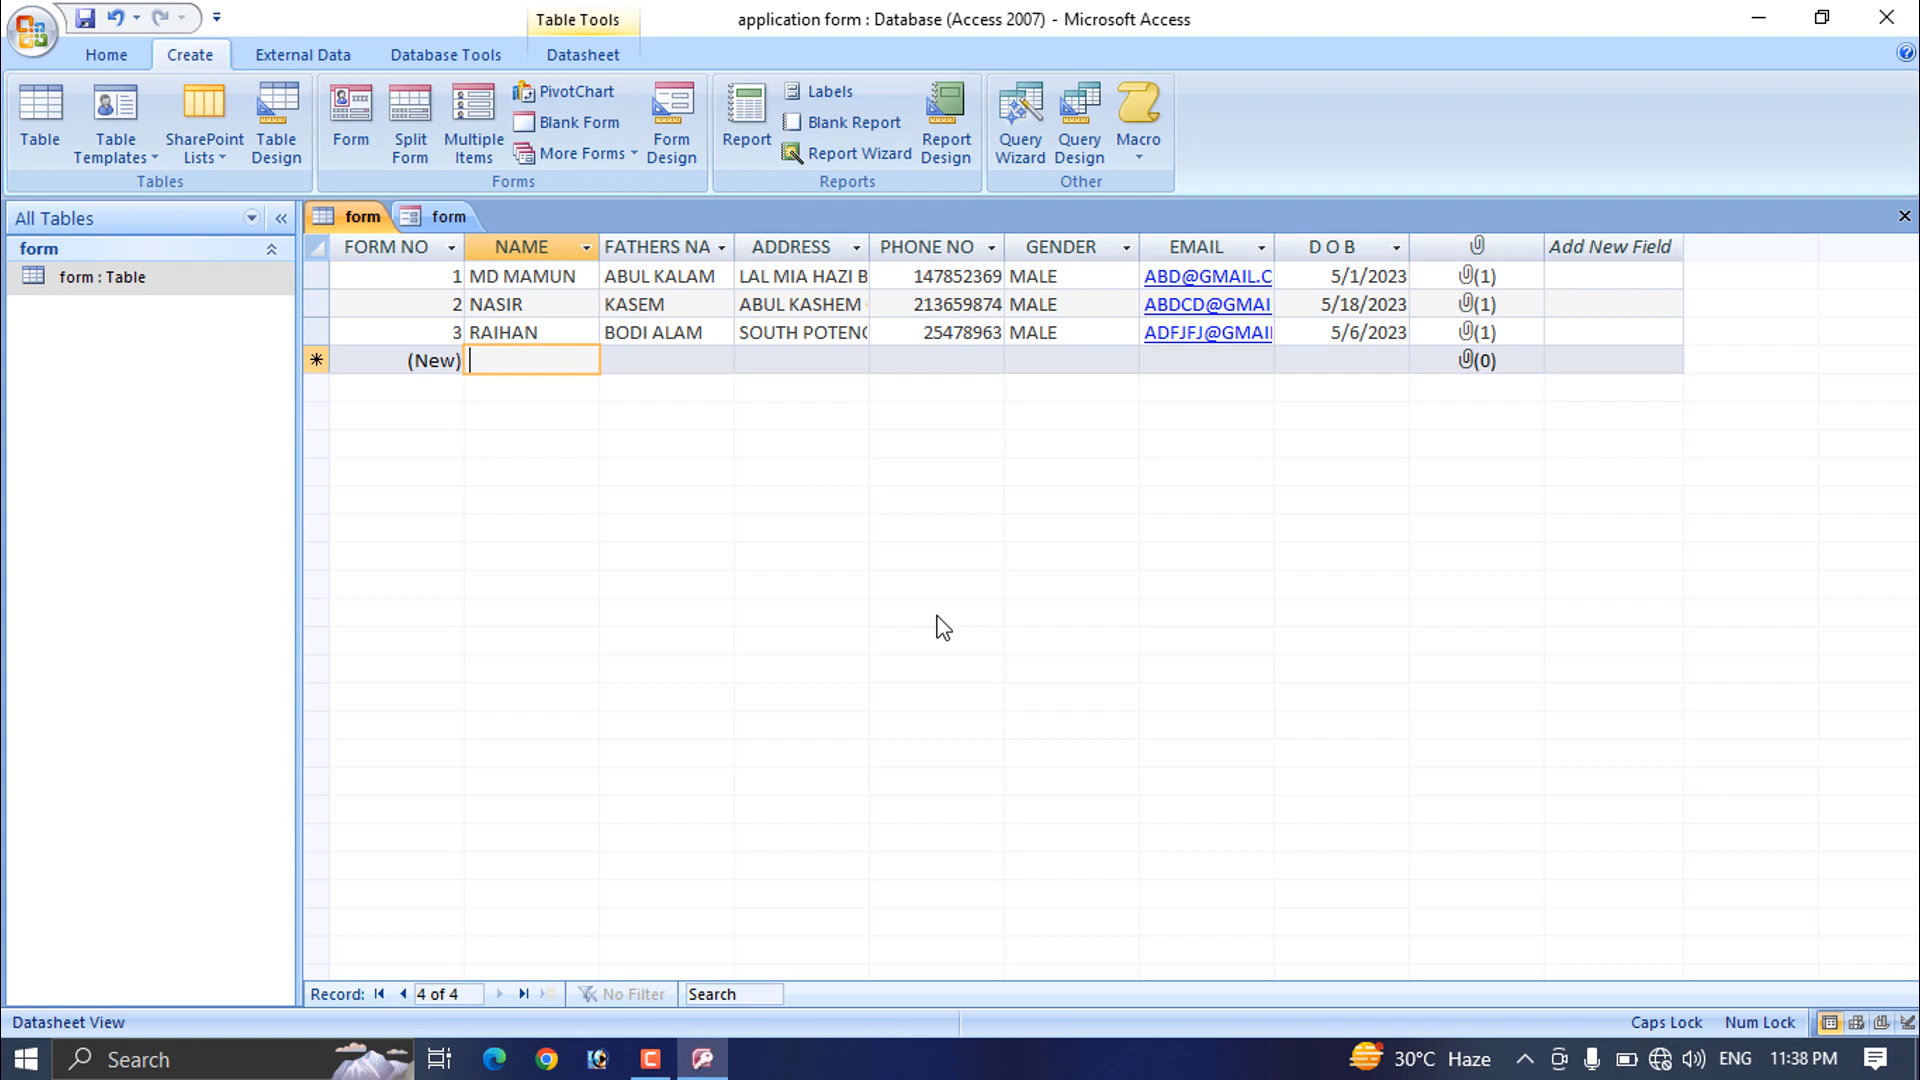 Table Tools
application form : Database (Access 2007) - Microsoft Access
Home
Create
External Data
Database Tools
Datasheet
Table
Table Templates
SharePoint Lists
Table Design
Tables
Form
Split Form
Multiple Items
PivotChart
Blank Form
More Forms
Form Design
Forms
Report
Labels
Blank Report
Report Wizard
Report Design
Reports
Query Wizard
Query Design
Macro
Other
All Tables
form
form : Table
form
form
FORM NO NAME FATHERS NA ADDRESS PHONE NO GENDER EMAIL D O B Add New Field
1 MD MAMUN ABUL KALAM LAL MIA HAZI B 147852369 MALE ABD@GMAIL.C 5/1/2023 (1)
2 NASIR KASEM ABUL KASHEM 213659874 MALE ABDCD@GMAI 5/18/2023 (1)
3 RAIHAN BODI ALAM SOUTH POTENG 25478963 MALE ADFJFJ@GMAI 5/6/2023 (1)
* (New) (0)
Record: 4 of 4 No Filter Search
Datasheet View
Caps Lock Num Lock
Search
30°C Haze
ENG
11:38 PM